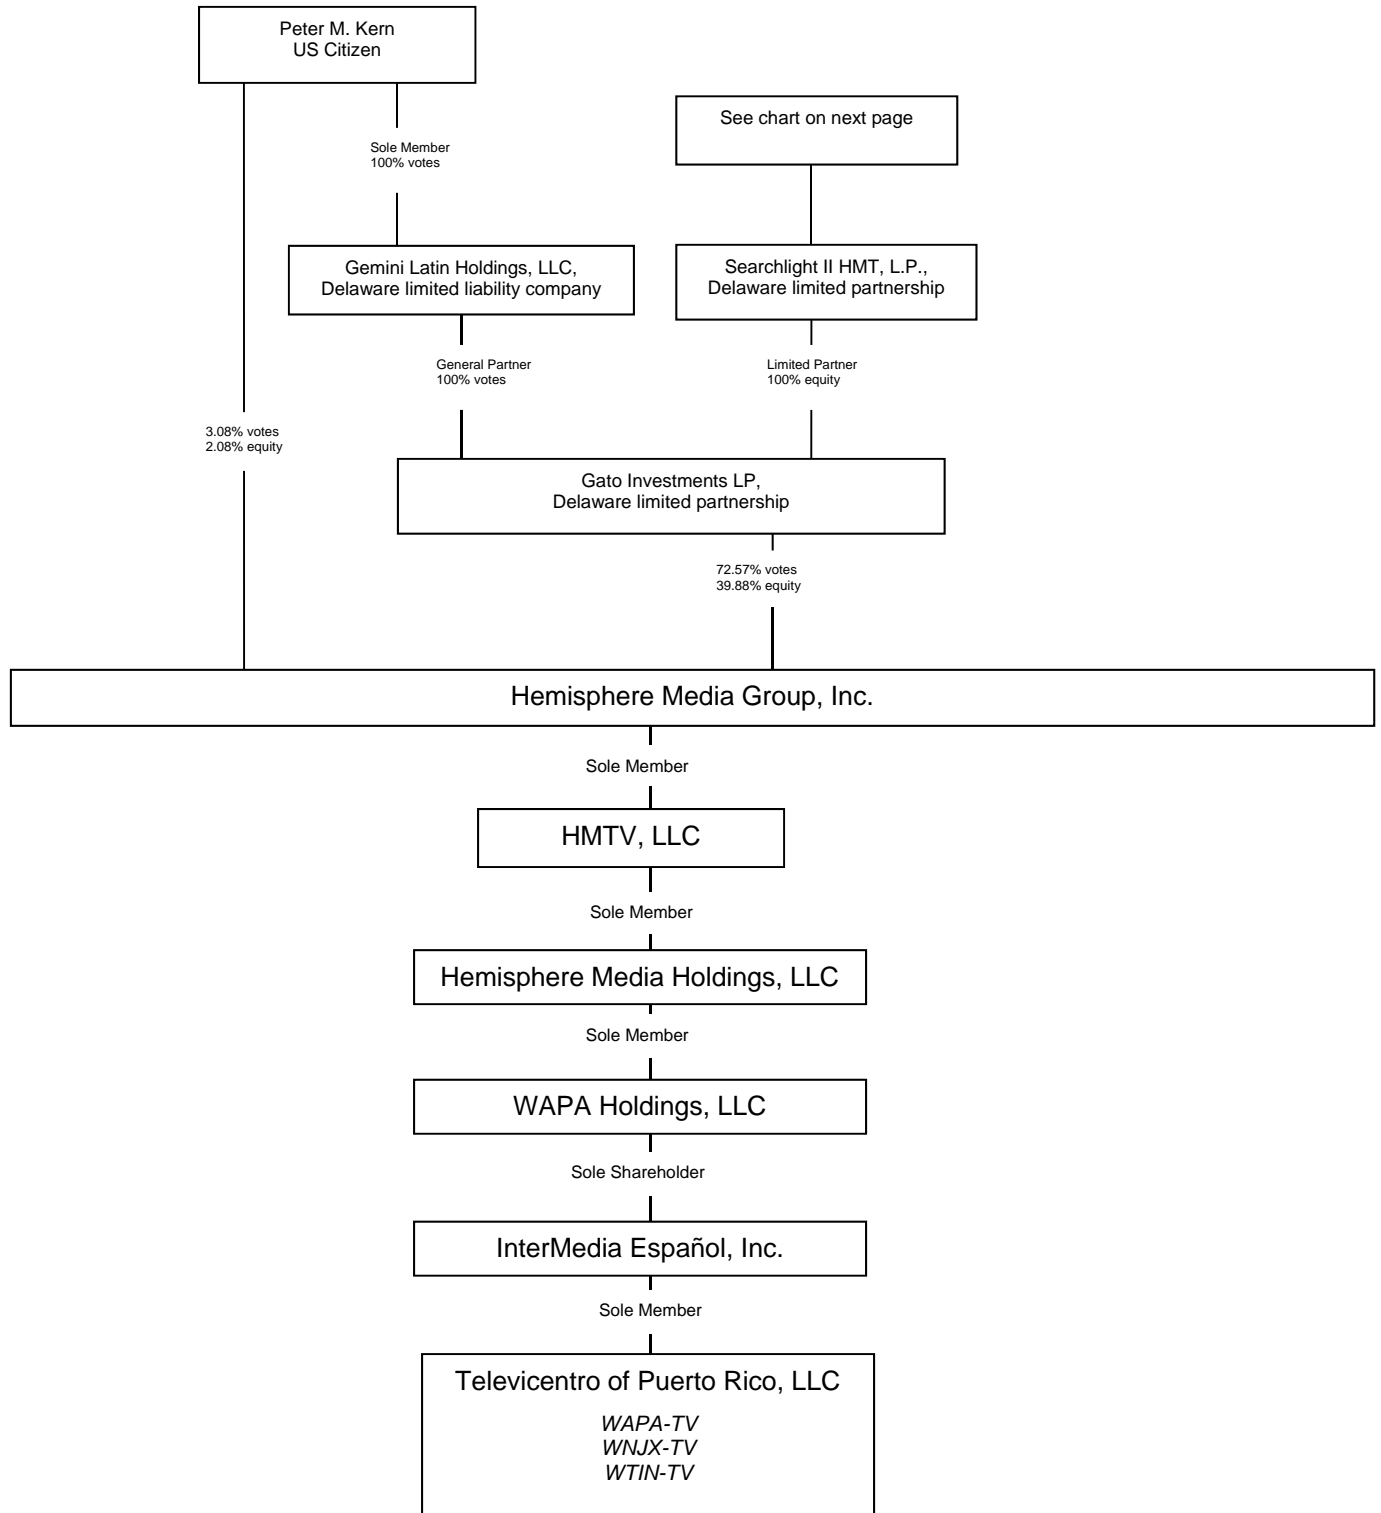 Peter M. Kern
US Citizen
See chart on next page
Sole Member
100% votes
Gemini Latin Holdings, LLC,
Delaware limited liability company
Searchlight II HMT, L.P.,
Delaware limited partnership
General Partner
100% votes
Limited Partner
100% equity
3.08% votes
2.08% equity
Gato Investments LP,
Delaware limited partnership
72.57% votes
39.88% equity
Hemisphere Media Group, Inc.
Sole Member
HMTV, LLC
Sole Member
Hemisphere Media Holdings, LLC
Sole Member
WAPA Holdings, LLC
Sole Shareholder
InterMedia Español, Inc.
Sole Member
Televicentro of Puerto Rico, LLC
WAPA-TV
WNJX-TV
WTIN-TV